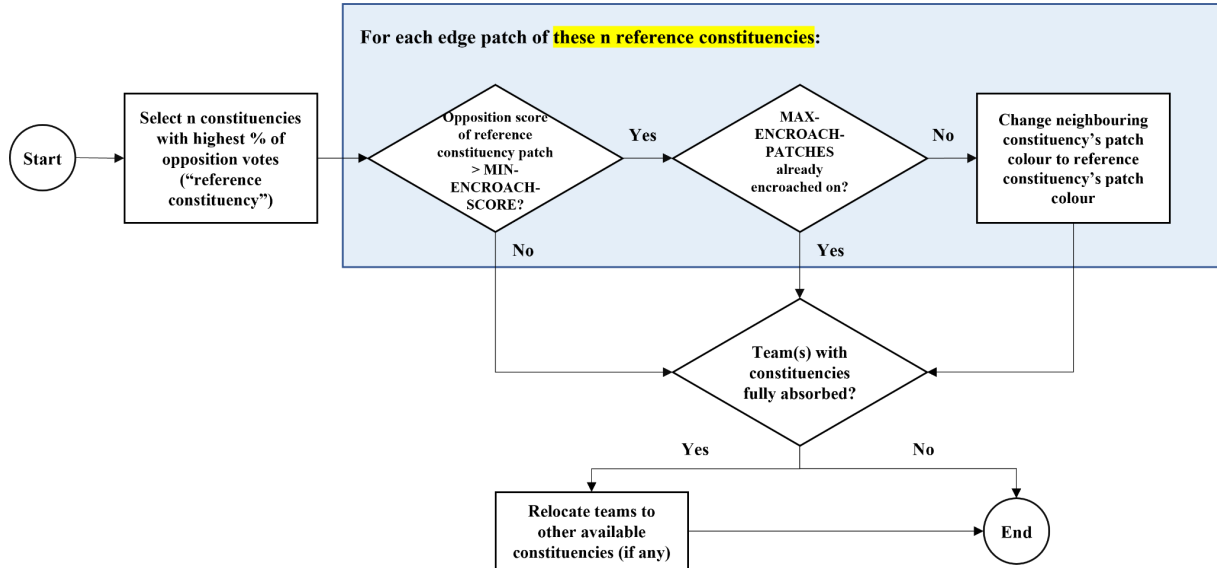 For each edge patch of these n reference constituencies:
Start
Select n constituencies
with highest % of
opposition votes
(“reference
constituency”)
Opposition score
of reference
constituency patch
> MIN-
ENCROACH-
SCORE?
Yes
MAX-
ENCROACH-
PATCHES
already
encroached on?
No
Change neighbouring
constituency’s patch
colour to reference
constituency’s patch
colour
No
Yes
Team(s) with
constituencies
fully absorbed?
Yes
No
Relocate teams to
other available
constituencies (if any)
End